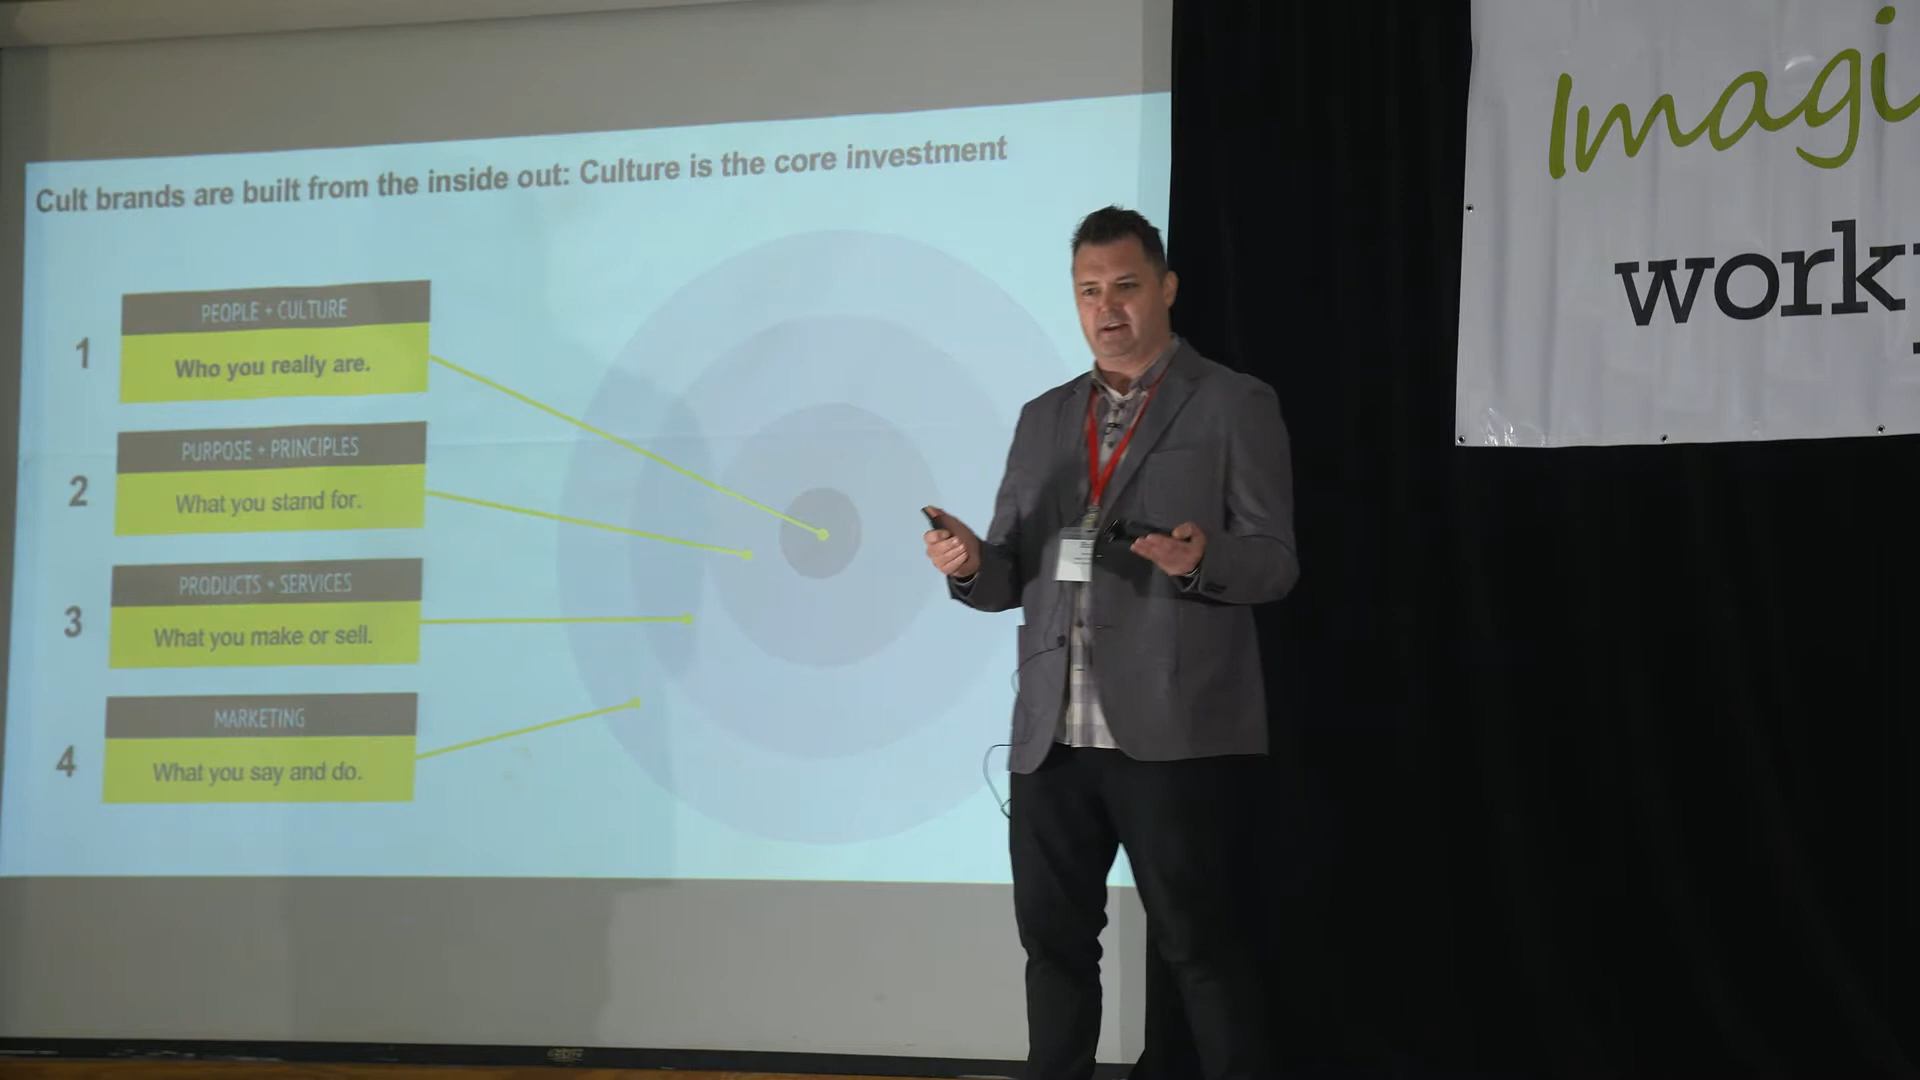 Cult brands are built from the inside out: Culture is the core investment
1
PEOPLE + CULTURE
Who you really are.
2
PURPOSE + PRINCIPLES
What you stand for.
3
PRODUCTS + SERVICES
What you make or sell.
4
MARKETING
What you say and do.
Imagi
work